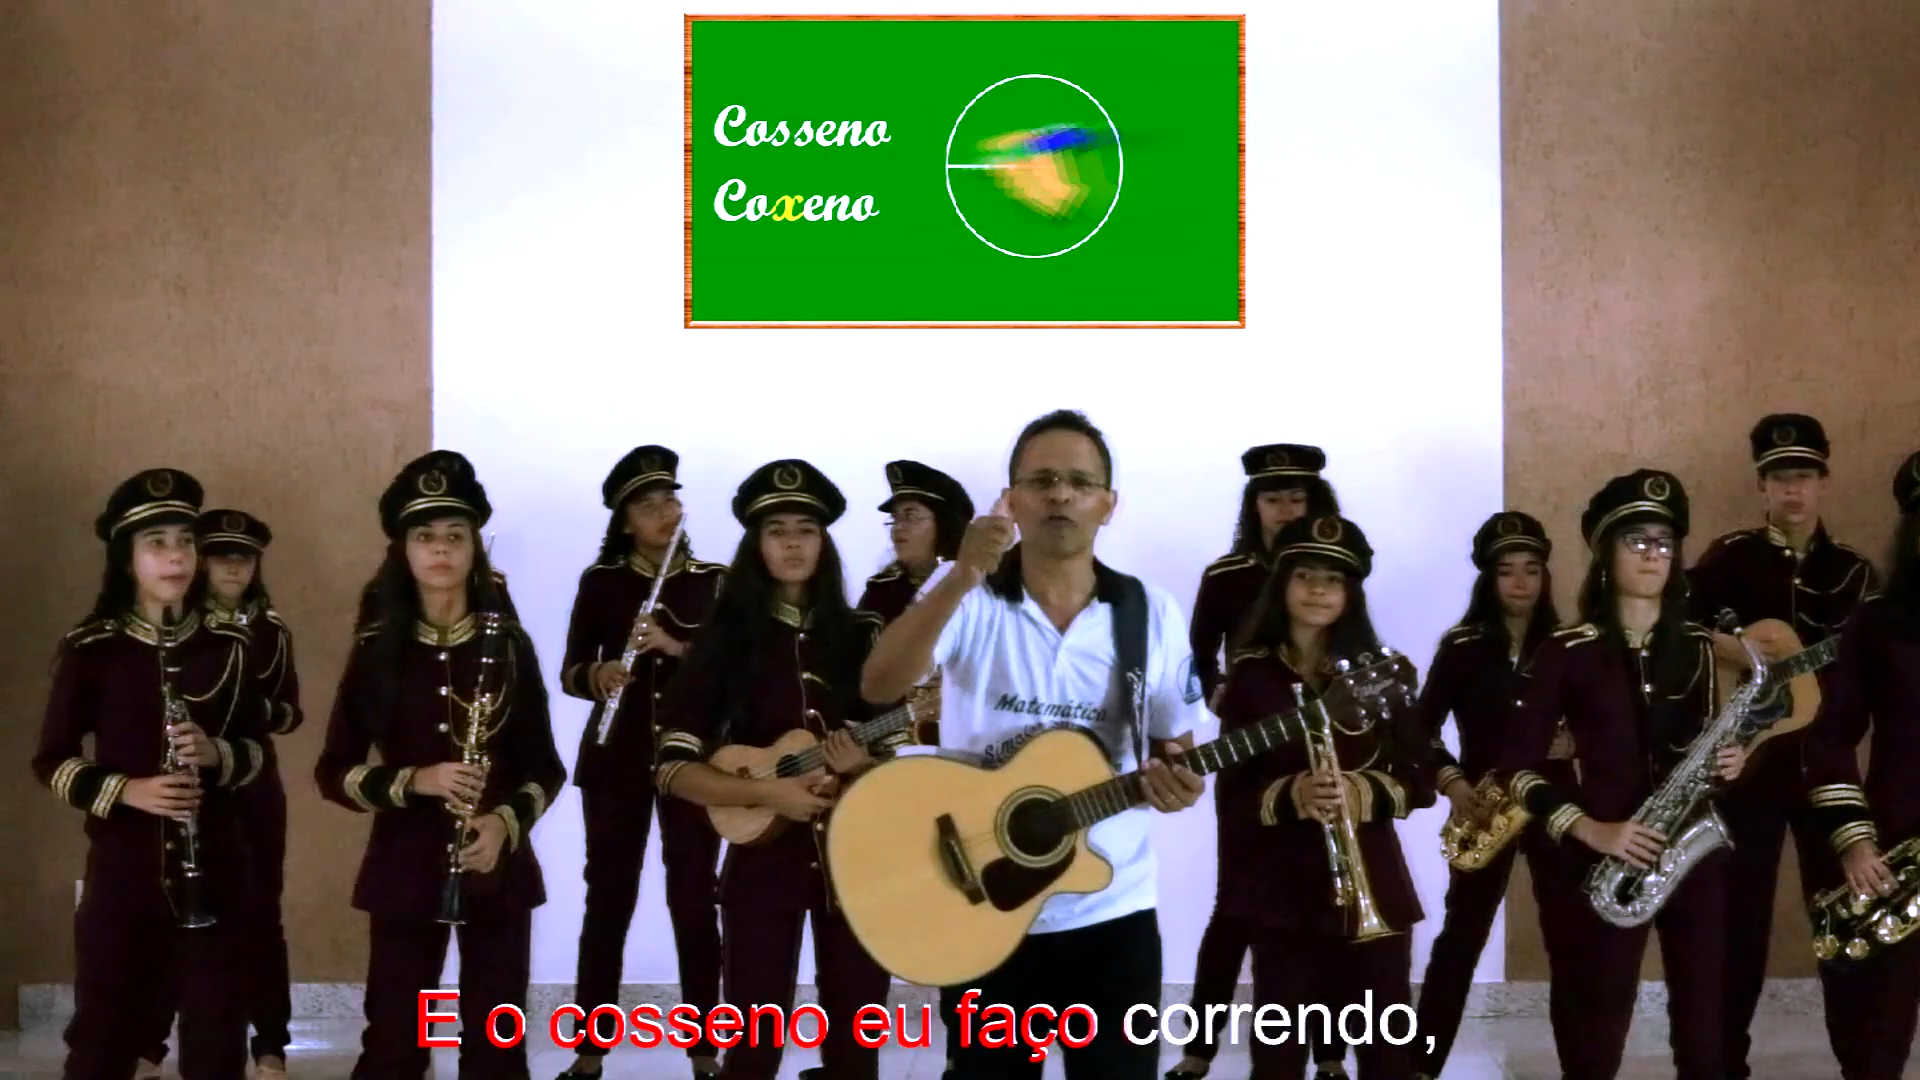 Cosseno
Coxeno
Matemática
E o cosseno eu faço correndo,